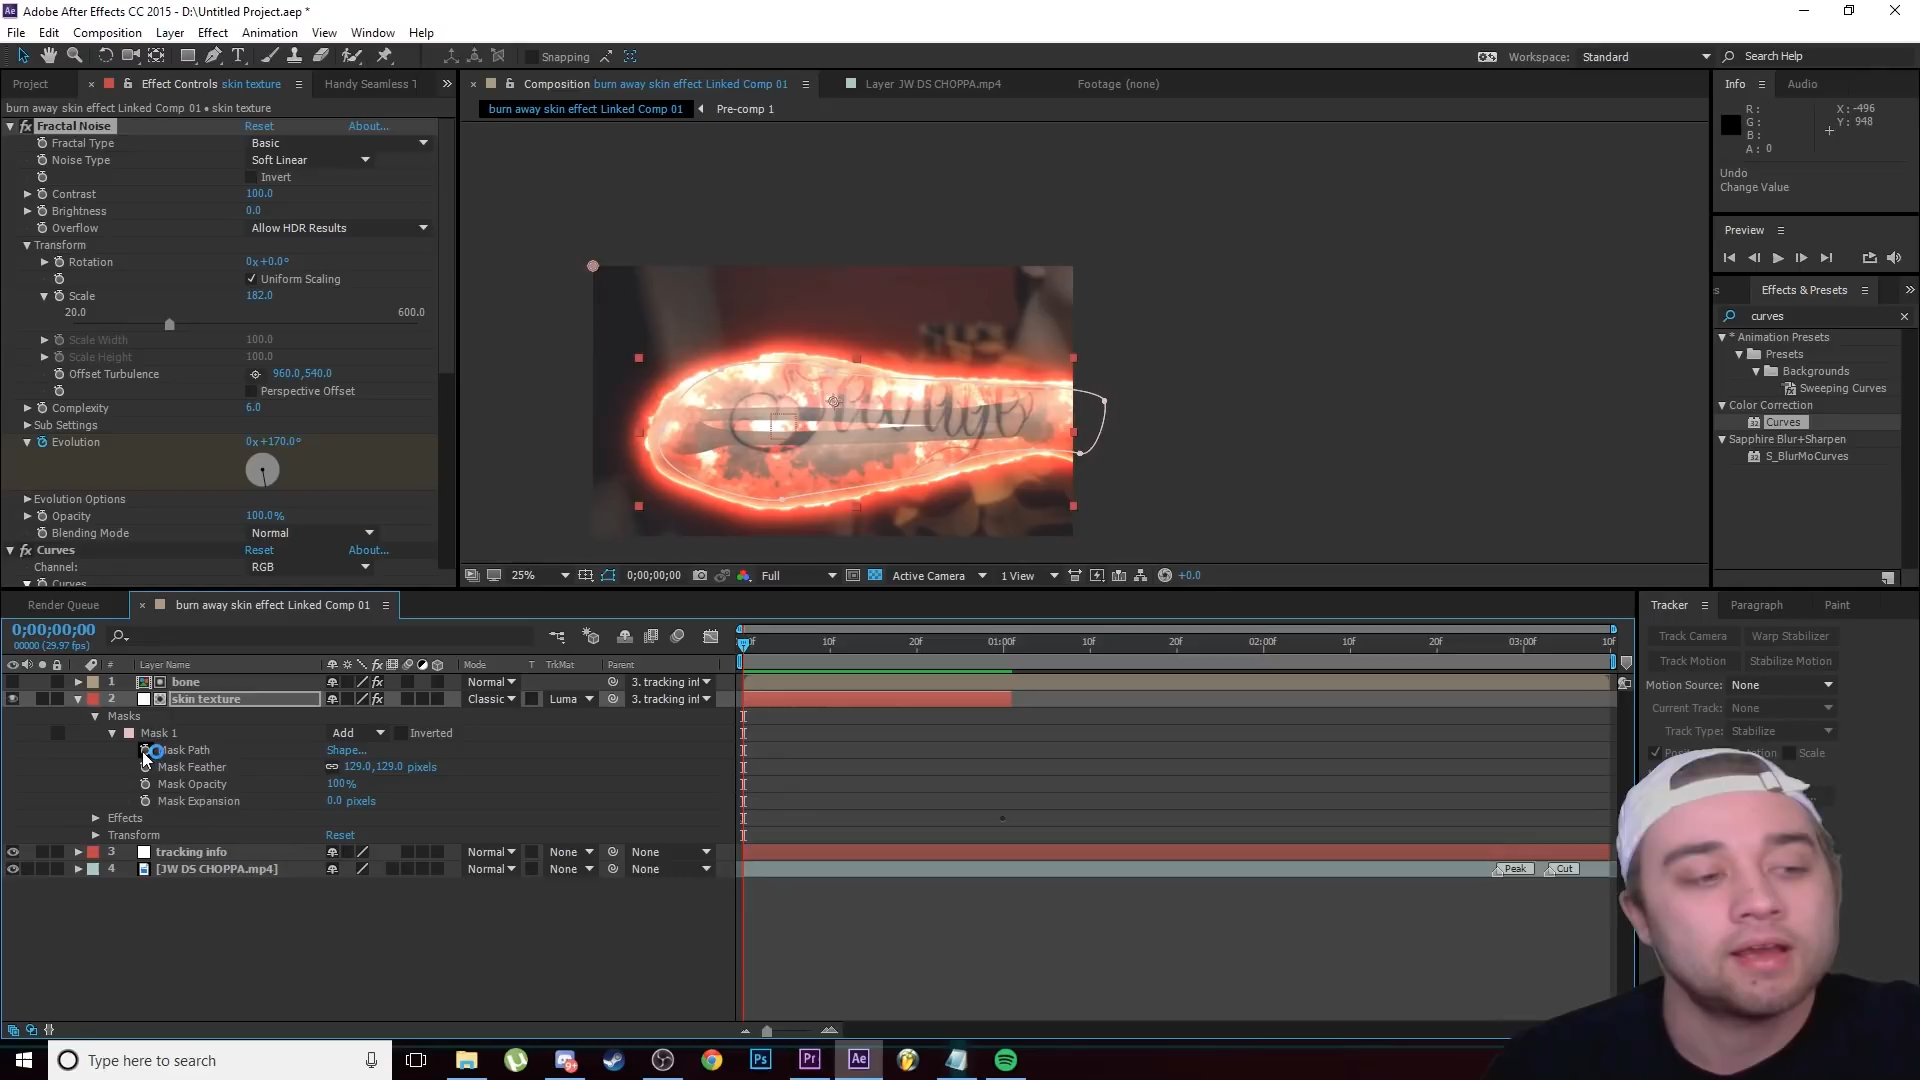 Adobe After Effects CC 2015 - D:\Untitled Project.aep *
File Edit Composition Layer Effect Animation View Window Help
Snapping
Workspace: Standard
Search Help
Project
Effect Controls skin texture
Handy Seamless T
burn away skin effect Linked Comp 01 • skin texture
Fractal Noise Reset About...
Fractal Type Basic
Noise Type Soft Linear
Invert
Contrast 100.0
Brightness 0.0
Overflow Allow HDR Results
Transform
Rotation 0x+0.0°
Uniform Scaling
Scale 182.0
20.0 600.0
Scale Width 100.0
Scale Height 100.0
Offset Turbulence 960.0,540.0
Perspective Offset
Complexity 6.0
Sub Settings
Evolution 0x+170.0°
Evolution Options
Opacity 100.0%
Blending Mode Normal
Curves Reset About...
Channel: RGB
Curves
Composition burn away skin effect Linked Comp 01
Layer JW DS CHOPPA.mp4
Footage (none)
burn away skin effect Linked Comp 01 Pre-comp 1
25% 0;00;00;00 Full Active Camera 1 View +0.0
Info Audio
R: X: -496
G: Y: 948
B:
A: 0
Undo
Change Value
Preview
Effects & Presets
curves
* Animation Presets
Presets
Backgrounds
Sweeping Curves
Color Correction
Curves
Sapphire Blur+Sharpen
S_BlurMoCurves
Render Queue
burn away skin effect Linked Comp 01
0;00;00;00
00000 (29.97 fps)
10f 20f 01:00f 10f 20f 02:00f 10f 20f 03:00f 10f
# Layer Name Mode T TrkMat Parent
1 bone Normal 3. tracking inf
2 skin texture Classic Luma 3. tracking inf
Masks
Mask 1 Add Inverted
Mask Path Shape...
Mask Feather 129.0,129.0 pixels
Mask Opacity 100%
Mask Expansion 0.0 pixels
Effects
Transform Reset
3 tracking info Normal None None
4 [JW DS CHOPPA.mp4] Normal None None
Peak Cut
Tracker Paragraph Paint
Track Camera Warp Stabilizer
Track Motion Stabilize Motion
Motion Source: None
Current Track: None
Track Type: Stabilize
Scale
Type here to search
Ps Pr Ae